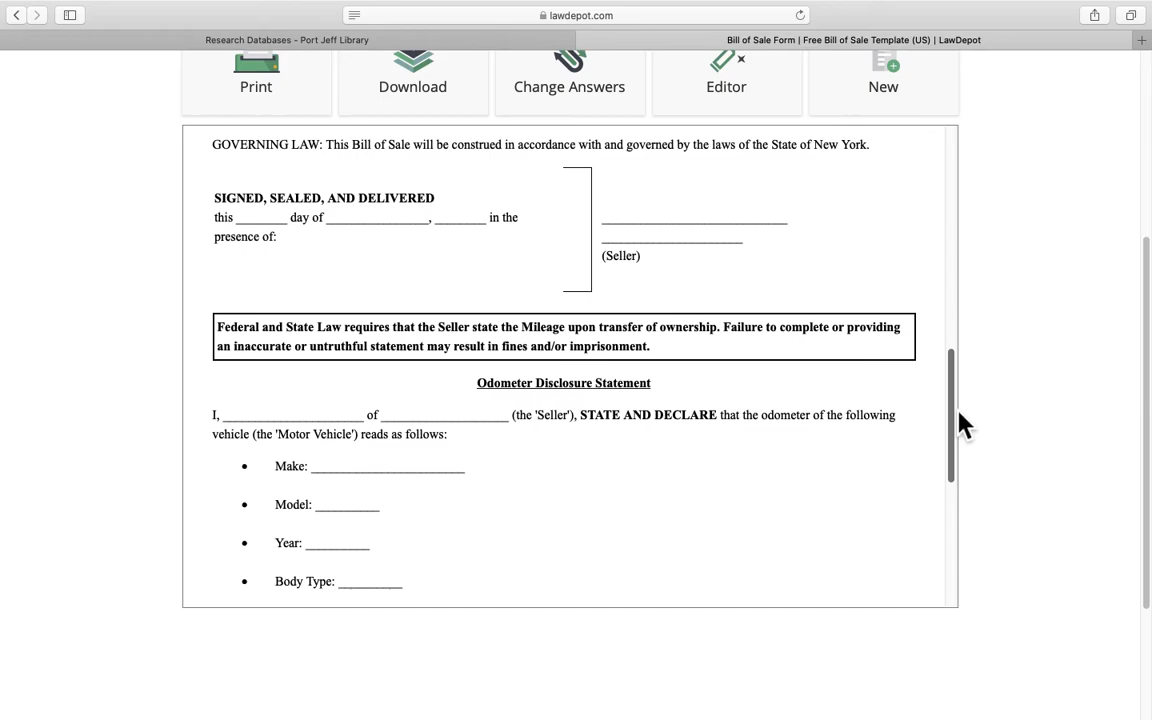 lawdepot.com
Research Databases - Port Jeff Library
Bill of Sale Form | Free Bill of Sale Template (US) | LawDepot
Print
Download
Change Answers
Editor
New
GOVERNING LAW: This Bill of Sale will be construed in accordance with and governed by the laws of the State of New York.
SIGNED, SEALED, AND DELIVERED
this ________ day of ________________, ________ in the
presence of:
_____________________________
______________________
(Seller)
Federal and State Law requires that the Seller state the Mileage upon transfer of ownership. Failure to complete or providing
an inaccurate or untruthful statement may result in fines and/or imprisonment.
Odometer Disclosure Statement
I, ______________________ of ____________________ (the 'Seller'), STATE AND DECLARE that the odometer of the following
vehicle (the 'Motor Vehicle') reads as follows:
• Make: ________________________
• Model: __________
• Year: __________
• Body Type: __________